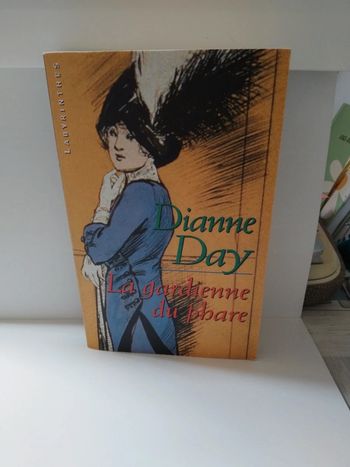 LABYRINTHES
Dianne
Day
La gardienne
du phare